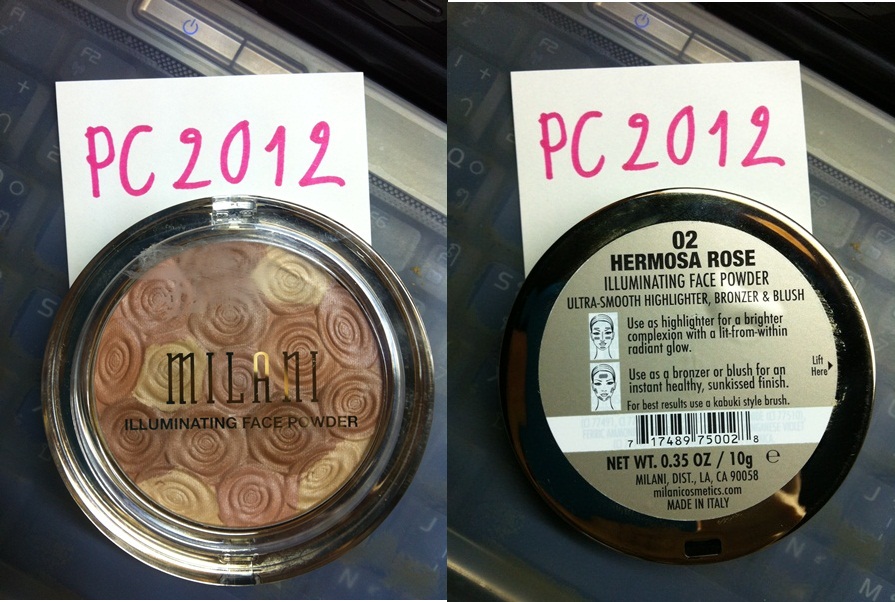 PC 2012
MILANI
ILLUMINATING FACE POWDER
PC 2012
02
HERMOSA ROSE
ILLUMINATING FACE POWDER
ULTRA-SMOOTH HIGHLIGHTER, BRONZER & BLUSH
Use as highlighter for a brighter
complexion with a lit-from-within
radiant glow.
Lift
Here
Use as a bronzer or blush for an
instant healthy, sunkissed finish.
For best results use a kabuki style brush.
7 17489 75002 8
NET WT. 0.35 OZ / 10g e
MILANI, DIST., LA, CA 90058
milanicosmetics.com
MADE IN ITALY